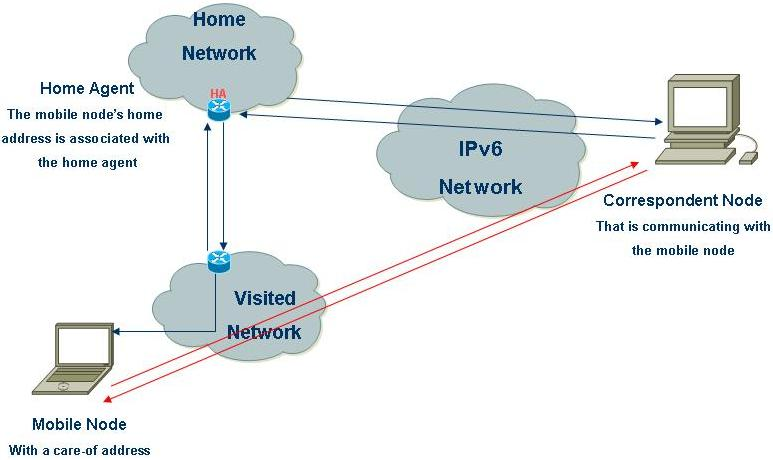 Home
Network
HA
Home Agent
The mobile node's home
address is associated with
the home agent
IPv6
Network
Correspondent Node
That is communicating with
the mobile node
Visited
Network
Mobile Node
With a care-of address